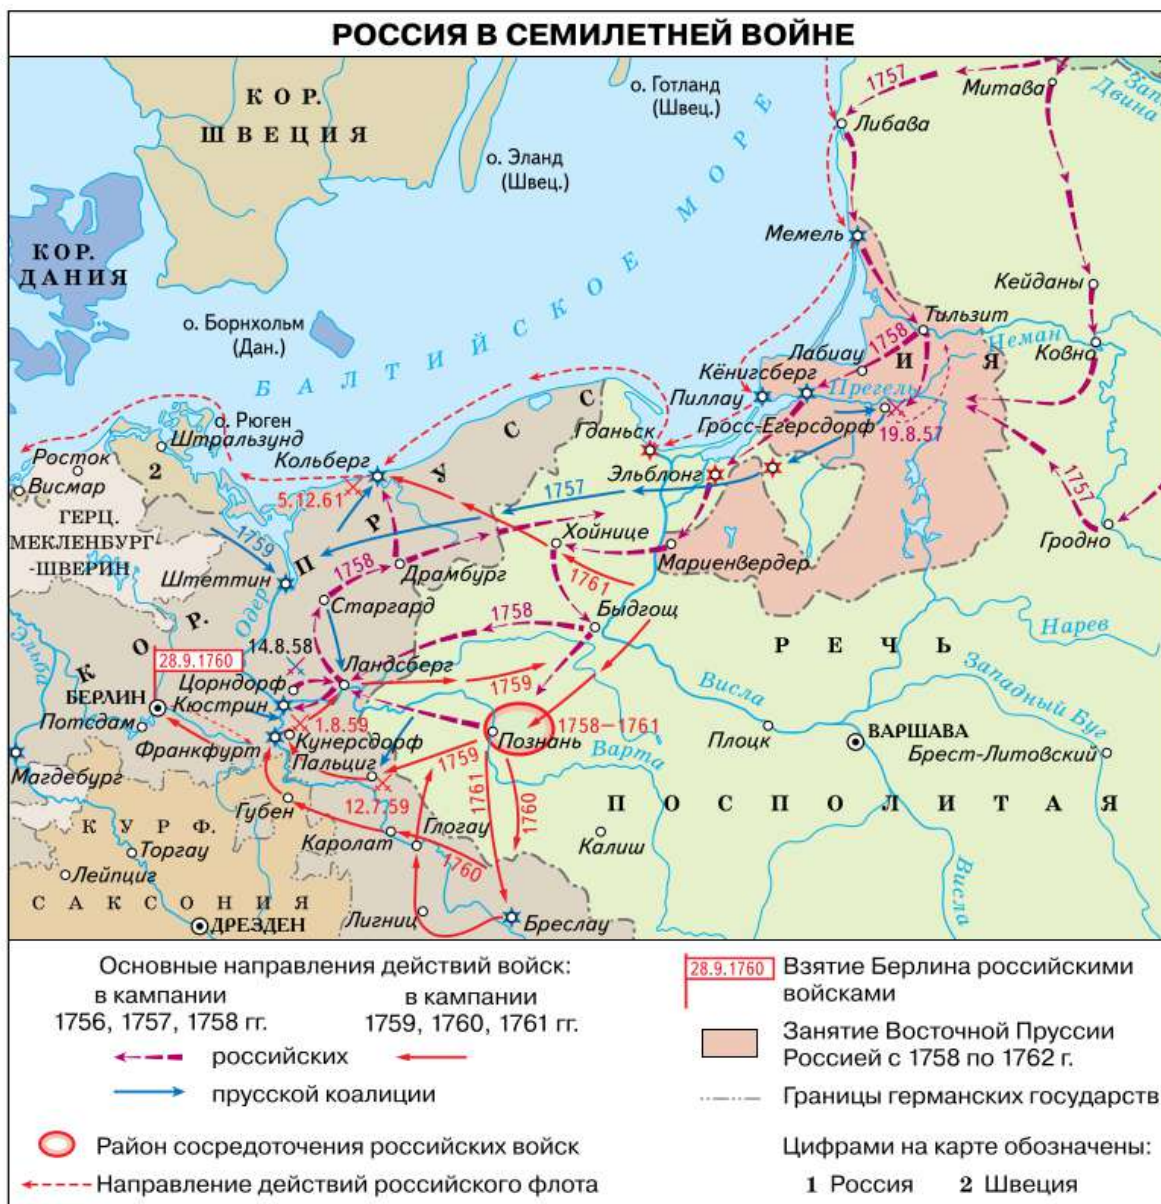 РОССИЯ В СЕМИЛЕТНЕЙ ВОЙНЕ
КОР.
ШВЕЦИЯ
о. Готланд
(Швец.)
1757
Митава
Зап.
Двина
Либава
о. Эланд
(Швец.)
БАЛТИЙСКОЕ МОРЕ
КОР.
ДАНИЯ
Мемель
Кейданы
о. Борнхольм
(Дан.)
Тильзит
1758
Неман
Лабиау
Ковно
Кёнигсберг
Прегель
Пиллау
Гросс-Егерсдорф
19.8.57
о. Рюген
Штральзунд
Гданьск
Росток
2
Кольберг
Эльблонг
Висмар
5.12.61
1757
1757
ГЕРЦ.
МЕКЛЕНБУРГ-
-ШВЕРИН
1759
Хойнице
Гродно
Штеттин
1758
Драмбург
1761
Мариенвердер
Старгард
Одер
Быдгощ
КОР. ПРУССИЯ
Эльба
14.8.58
1758
Нарев
РЕЧЬ
28.9.1760
Ландсберг
Западный Буг
Цорндорф
1759
Висла
БЕРЛИН
Кюстрин
1.8.59
1758–1761
Потсдам
Кунерсдорф
Познань
Плоцк
ВАРШАВА
Франкфурт
Пальциг
1759
Варта
Брест-Литовский
Магдебург
12.7.59
1761
1760
ПОСПОЛИТАЯ
Губен
Глогау
КУРФ.
Каролат
Калиш
Торгау
1760
Лейпциг
Висла
САКСОНИЯ
Лигниц
Бреслау
ДРЕЗДЕН
Основные направления действий войск:
в кампании
1756, 1757, 1758 гг.
в кампании
1759, 1760, 1761 гг.
российских
прусской коалиции
Район сосредоточения российских войск
Направление действий российского флота
28.9.1760
Взятие Берлина российскими
войсками
Занятие Восточной Пруссии
Россией с 1758 по 1762 г.
Границы германских государств
Цифрами на карте обозначены:
1 Россия 2 Швеция